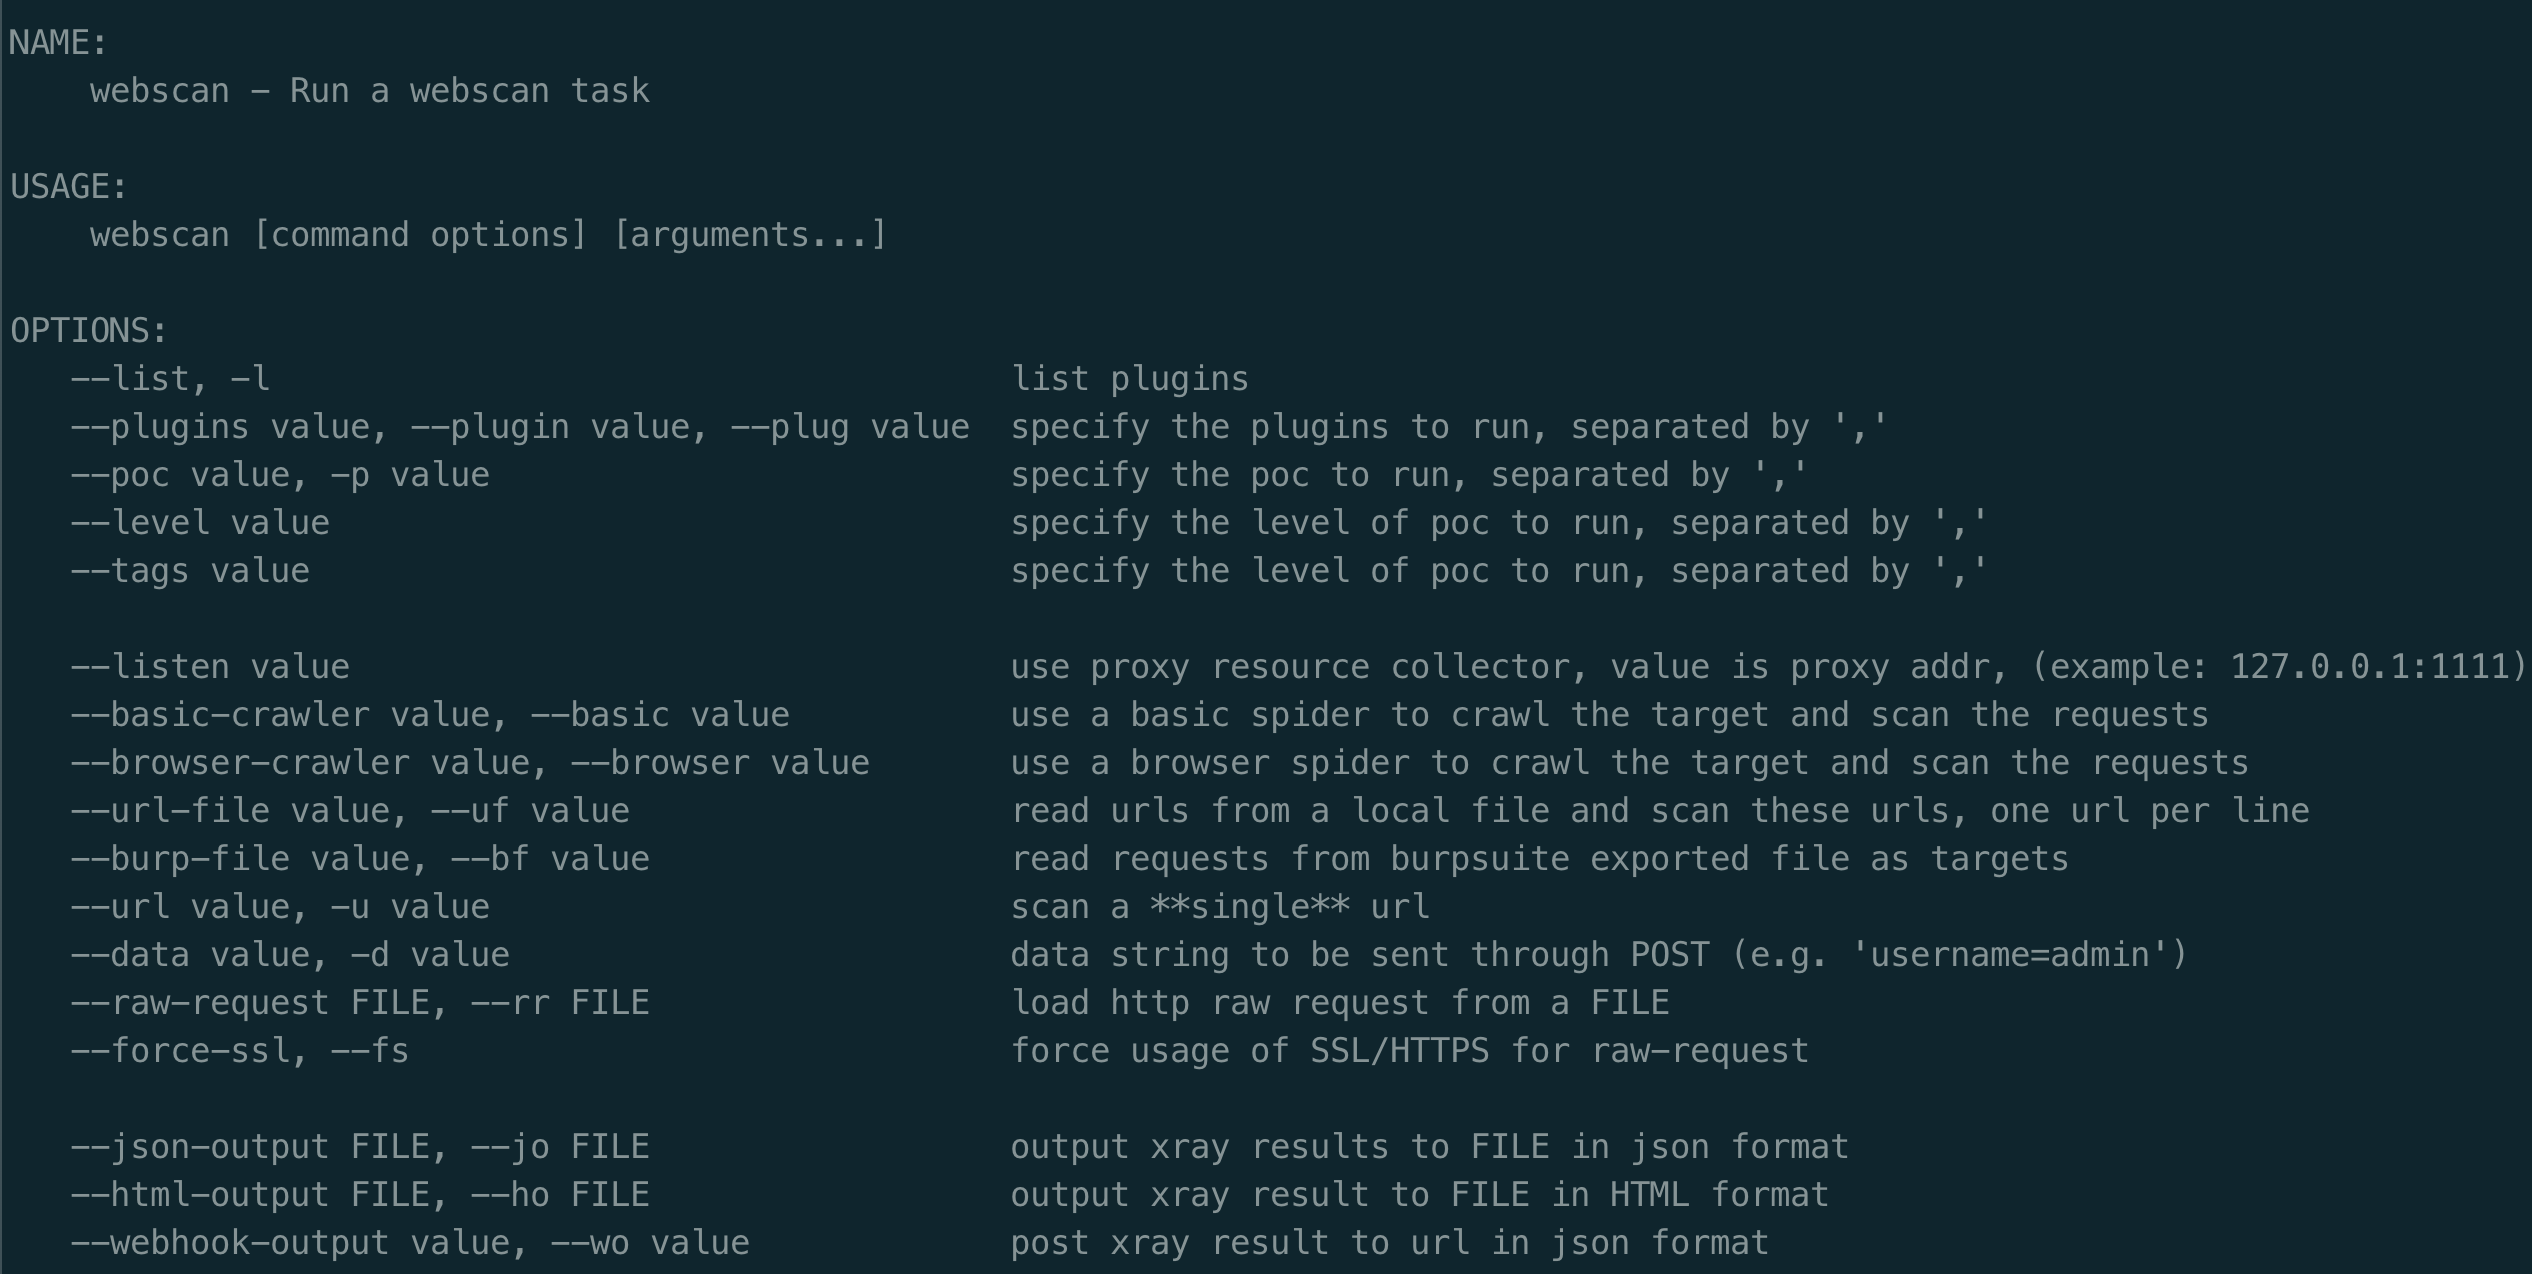 NAME:
    webscan - Run a webscan task

USAGE:
    webscan [command options] [arguments...]

OPTIONS:
   --list, -l                                     list plugins
   --plugins value, --plugin value, --plug value  specify the plugins to run, separated by ','
   --poc value, -p value                          specify the poc to run, separated by ','
   --level value                                  specify the level of poc to run, separated by ','
   --tags value                                   specify the level of poc to run, separated by ','

   --listen value                                 use proxy resource collector, value is proxy addr, (example: 127.0.0.1:1111)
   --basic-crawler value, --basic value           use a basic spider to crawl the target and scan the requests
   --browser-crawler value, --browser value       use a browser spider to crawl the target and scan the requests
   --url-file value, --uf value                   read urls from a local file and scan these urls, one url per line
   --burp-file value, --bf value                  read requests from burpsuite exported file as targets
   --url value, -u value                          scan a **single** url
   --data value, -d value                         data string to be sent through POST (e.g. 'username=admin')
   --raw-request FILE, --rr FILE                  load http raw request from a FILE
   --force-ssl, --fs                              force usage of SSL/HTTPS for raw-request

   --json-output FILE, --jo FILE                  output xray results to FILE in json format
   --html-output FILE, --ho FILE                  output xray result to FILE in HTML format
   --webhook-output value, --wo value             post xray result to url in json format